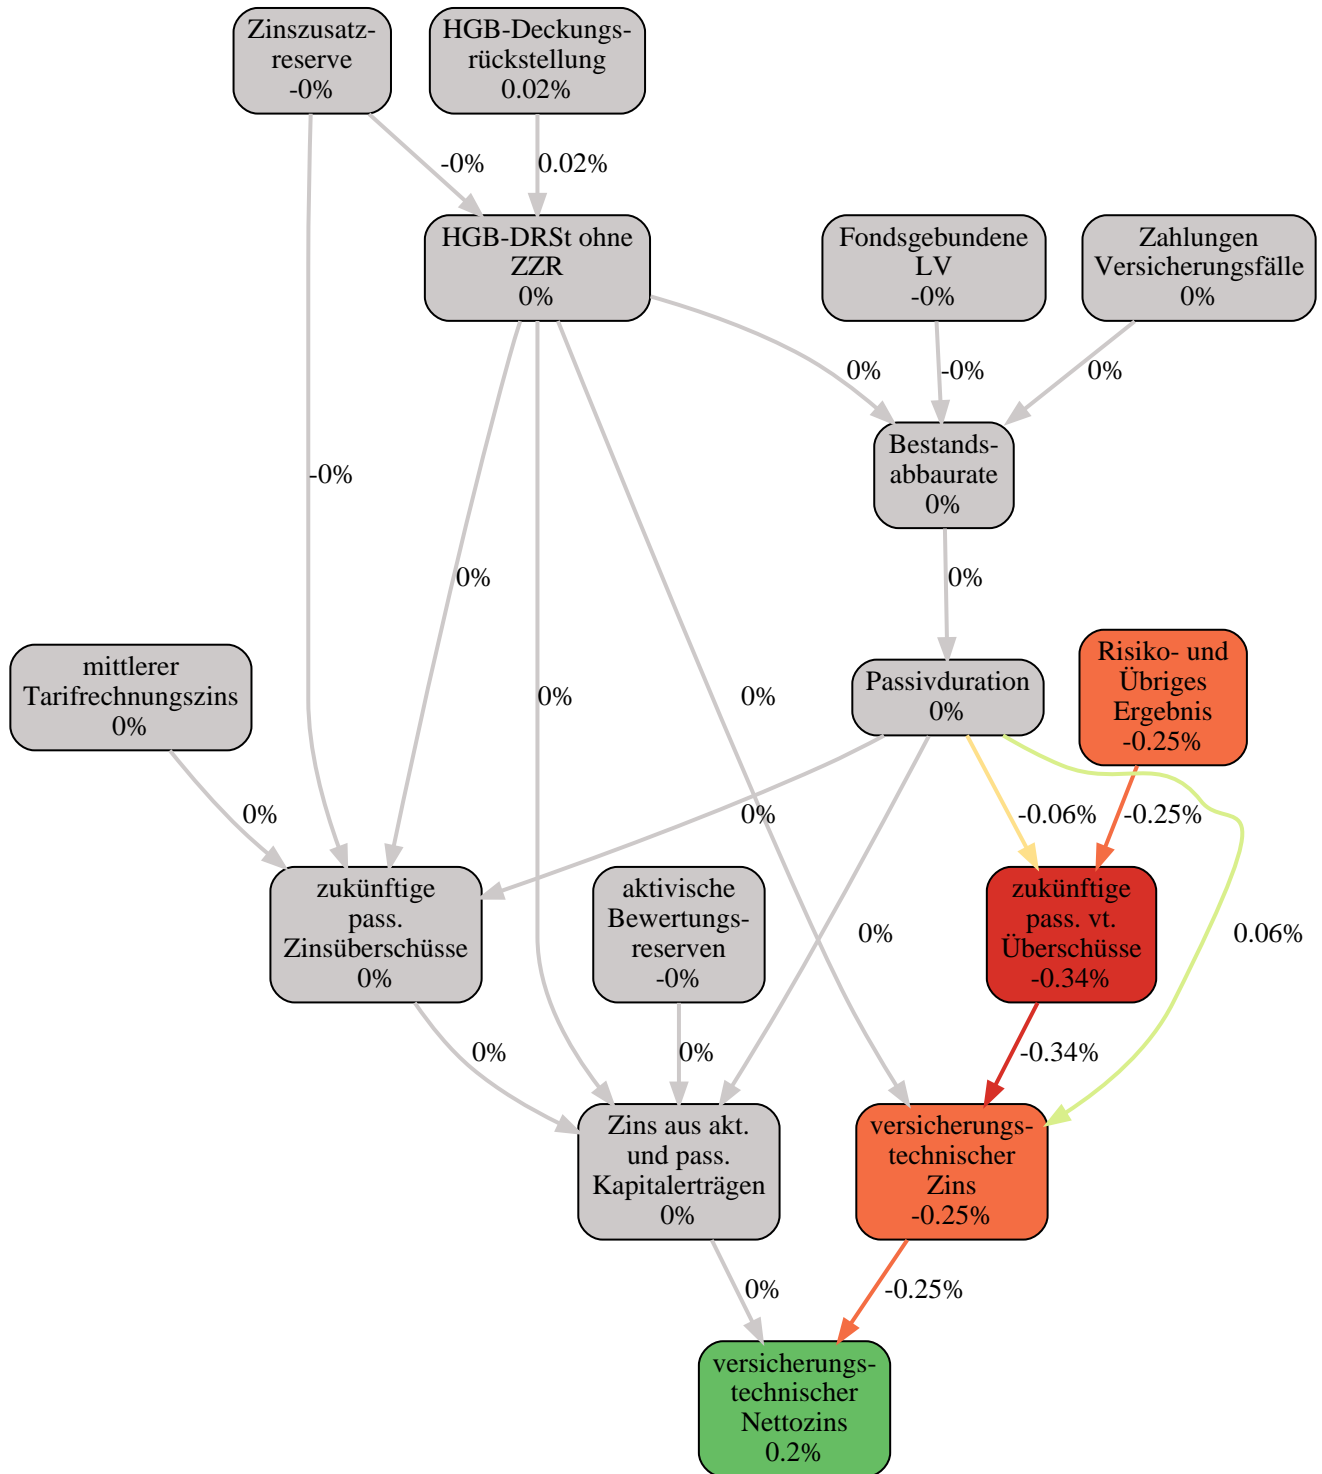 Zinszusatz-
reserve
-0%
HGB-Deckungs-
rückstellung
0.02%
-0%
0.02%
HGB-DRSt ohne
ZZR
0%
Fondsgebundene
LV
-0%
Zahlungen
Versicherungsfälle
0%
0%
-0%
0%
Bestands-
abbaurate
0%
-0%
0%
0%
mittlerer
Tarifrechnungszins
0%
0%
0%
Passivduration
0%
Risiko- und
Übriges
Ergebnis
-0.25%
0%
0%
-0.06%
-0.25%
zukünftige
pass.
Zinsüberschüsse
0%
aktivische
Bewertungs-
reserven
-0%
0%
zukünftige
pass. vt.
Überschüsse
-0.34%
0.06%
0%
0%
-0.34%
Zins aus akt.
und pass.
Kapitalerträgen
0%
versicherungs-
technischer
Zins
-0.25%
0%
-0.25%
versicherungs-
technischer
Nettozins
0.2%